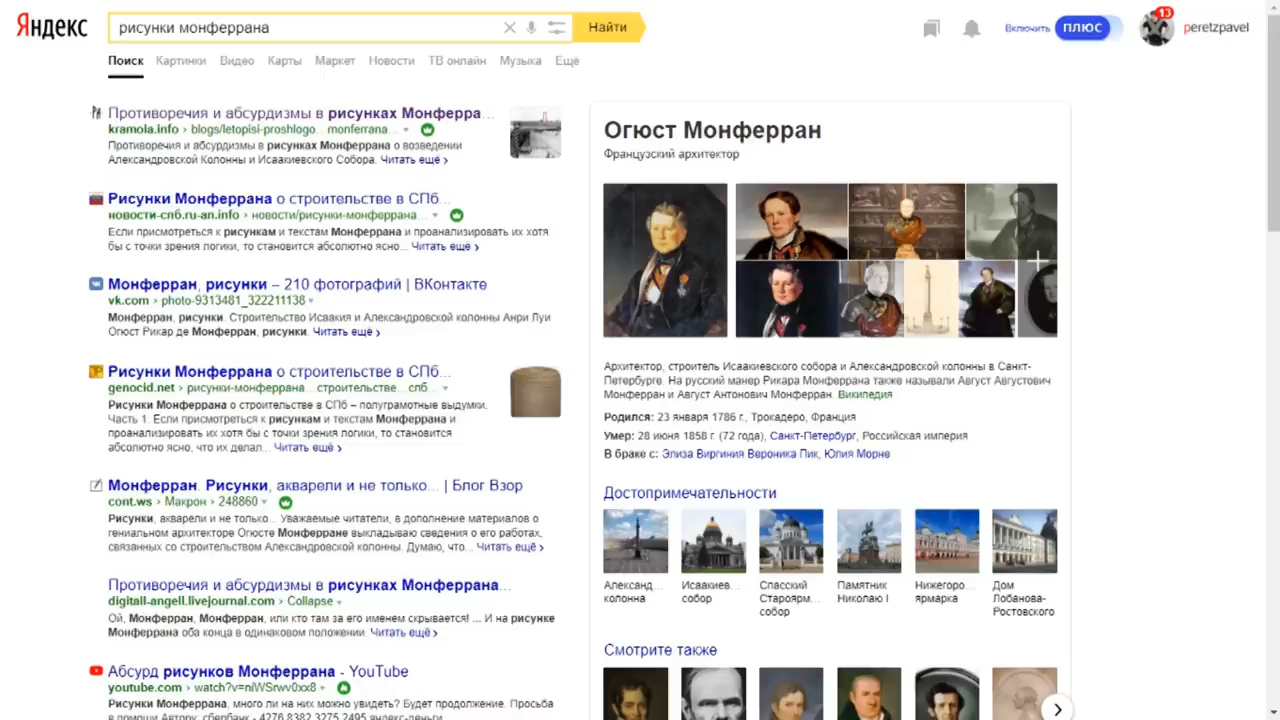 Яндекс
рисунки монферрана
Найти
Включить ПЛЮС
13
peretzpavel
Поиск Картинки Видео Карты Маркет Новости ТВ онлайн Музыка Еще
Противоречия и абсурдизмы в рисунках Монферра...
kramola.info › blogs/letopisi-proshlogo... monferrana...
Противоречия и абсурдизмы в рисунках Монферрана о возведении
Александровской Колонны и Исаакиевского Собора. Читать ещё ›
Рисунки Монферрана о строительстве в СПб...
новости-спб.ru-an.info › новости/рисунки-монферрана...
Если присмотреться к рисункам и текстам Монферрана и проанализировать их хотя
бы с точки зрения логики, то становится абсолютно ясно... Читать ещё ›
Монферран, рисунки – 210 фотографий | ВКонтакте
vk.com › photo-9313481_322211138
Монферран, рисунки. Строительство Исаакия и Александровской колонны Анри Луи
Огюст Рикар де Монферран, рисунки. Читать ещё ›
Рисунки Монферрана о строительстве в СПб...
genocid.net › рисунки-монферрана... строительстве... спб...
Рисунки Монферрана о строительстве в СПб – полуграмотные выдумки.
Часть 1. Если присмотреться к рисункам и текстам Монферрана и
проанализировать их хотя бы с точки зрения логики, то становится
абсолютно ясно, что их делал... Читать ещё ›
Монферран. Рисунки, акварели и не только... | Блог Взор
cont.ws › Макрон › 248860
Рисунки, акварели и не только... Уважаемые читатели, в дополнение материалов о
гениальном архитекторе Огюсте Монферране выкладываю сведения о его работах,
связанных со строительством Александровской колонны. Думаю, что... Читать ещё ›
Противоречия и абсурдизмы в рисунках Монферрана...
digitall-angell.livejournal.com › Collapse
Ой, Монферран, Монферран, или кто там за его именем скрывается! ... И на рисунке
Монферрана оба конца в одинаковом положении. Читать ещё ›
Абсурд рисунков Монферрана - YouTube
youtube.com › watch?v=niWSrwv0xx8
Рисунки Монферрана, много ли на них можно увидеть? Будет продолжение. Просьба
в помощи Автору: сбербанк - 4276 8382 3275 2495 яндекс-деньги
Огюст Монферран
Французский архитектор
Архитектор, строитель Исаакиевского собора и Александровской колонны в Санкт-
Петербурге. На русский манер Рикара Монферрана также называли Август Августович
Монферран и Август Антонович Монферран. Википедия
Родился: 23 января 1786 г., Трокадеро, Франция
Умер: 28 июня 1858 г. (72 года), Санкт-Петербург, Российская империя
В браке с: Элиза Виргиния Вероника Пик, Юлия Морне
Достопримечательности
Александ... колонна
Исаакиев... собор
Спасский Староярм... собор
Памятник Николаю I
Нижегоро... ярмарка
Дом Лобанова-Ростовского
Смотрите также